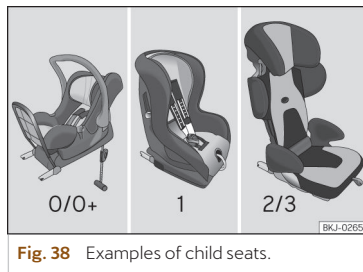 0/0+ 1 2/3
BKJ-0265
Fig. 38 Examples of child seats.